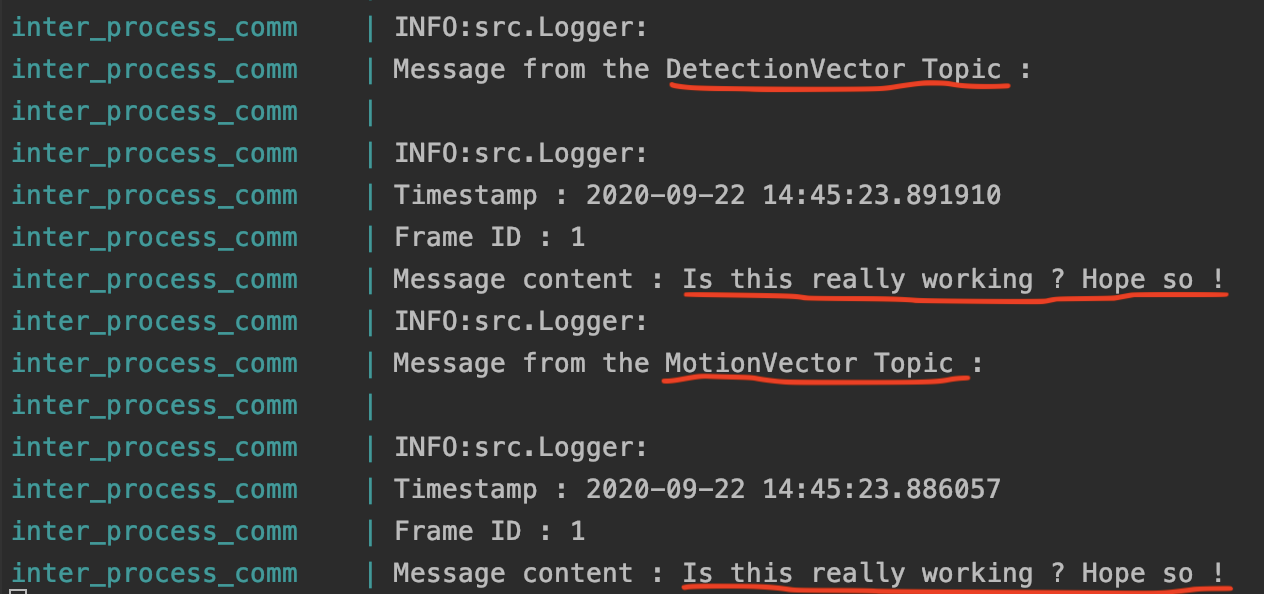 inter_process_comm | INFO:src.Logger:
inter_process_comm | Message from the DetectionVector Topic :
inter_process_comm |
inter_process_comm | INFO:src.Logger:
inter_process_comm | Timestamp : 2020-09-22 14:45:23.891910
inter_process_comm | Frame ID : 1
inter_process_comm | Message content : Is this really working ? Hope so !
inter_process_comm | INFO:src.Logger:
inter_process_comm | Message from the MotionVector Topic :
inter_process_comm |
inter_process_comm | INFO:src.Logger:
inter_process_comm | Timestamp : 2020-09-22 14:45:23.886057
inter_process_comm | Frame ID : 1
inter_process_comm | Message content : Is this really working ? Hope so !